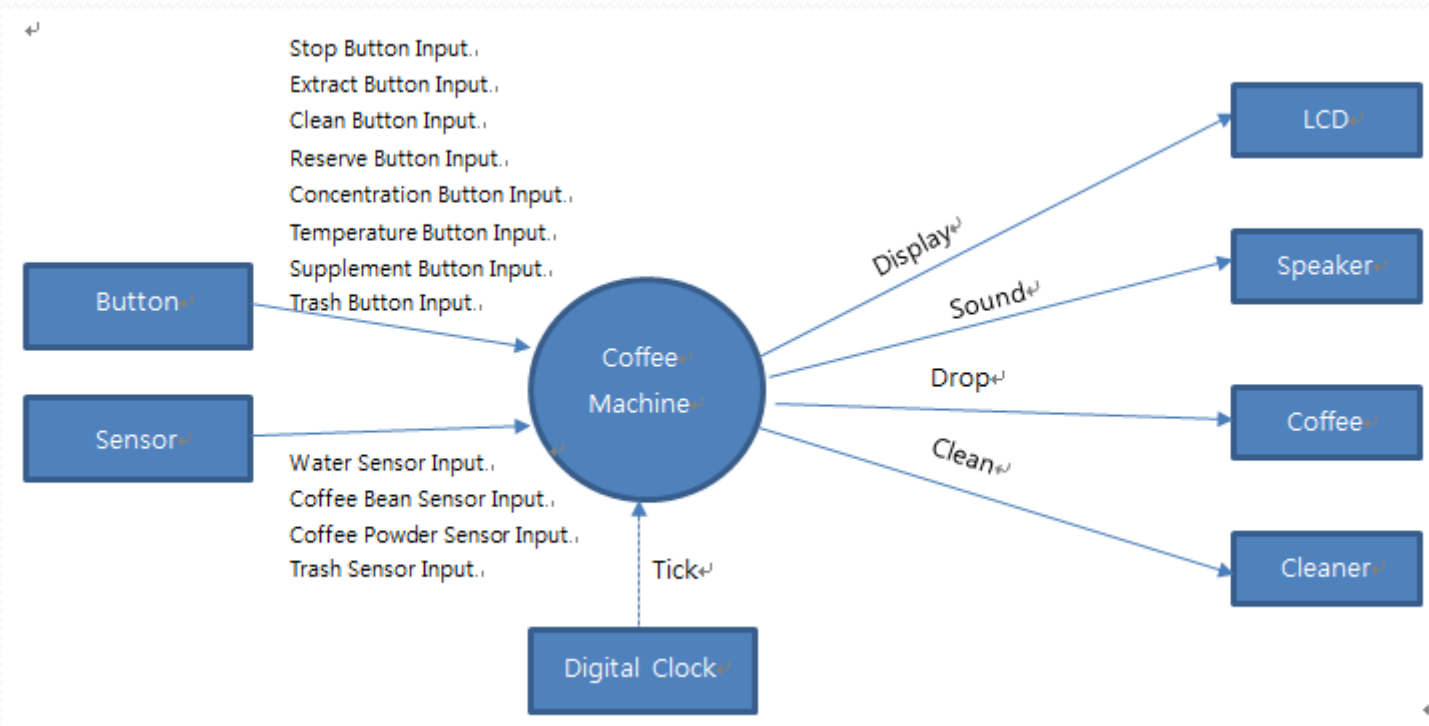 Stop Button Input.
Extract Button Input.
Clean Button Input.
Reserve Button Input.
Concentration Button Input.
Temperature Button Input.
Supplement Button Input.
Trash Button Input.
Button
Sensor
Water Sensor Input.
Coffee Bean Sensor Input.
Coffee Powder Sensor Input.
Trash Sensor Input.
Coffee
Machine
Tick
Digital Clock
Display
Sound
Drop
Clean
LCD
Speaker
Coffee
Cleaner